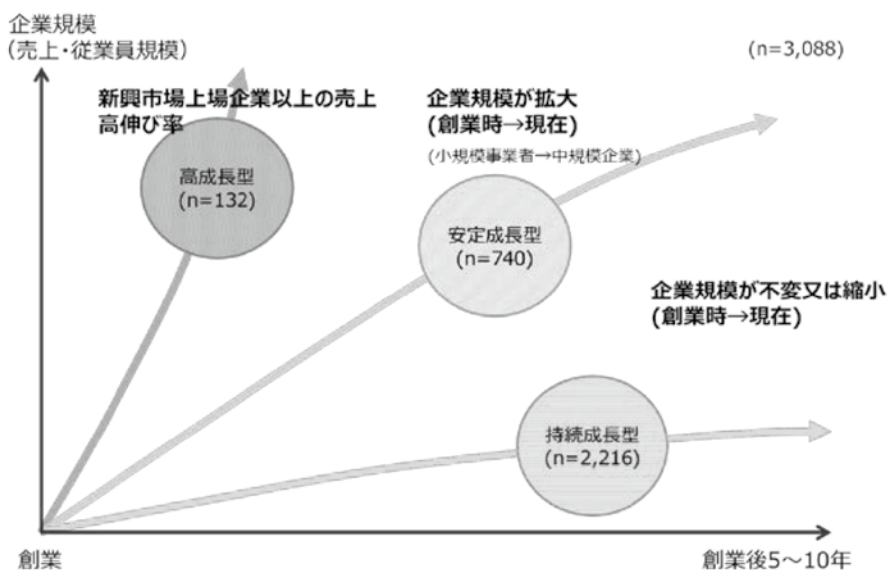 企業規模
（売上・従業員規模）
(n=3,088)
新興市場上場企業以上の売上
高伸び率
高成長型
(n=132)
企業規模が拡大
(創業時→現在)
(小規模事業者→中規模企業)
安定成長型
(n=740)
企業規模が不変又は縮小
(創業時→現在)
持続成長型
(n=2,216)
創業
創業後5～10年